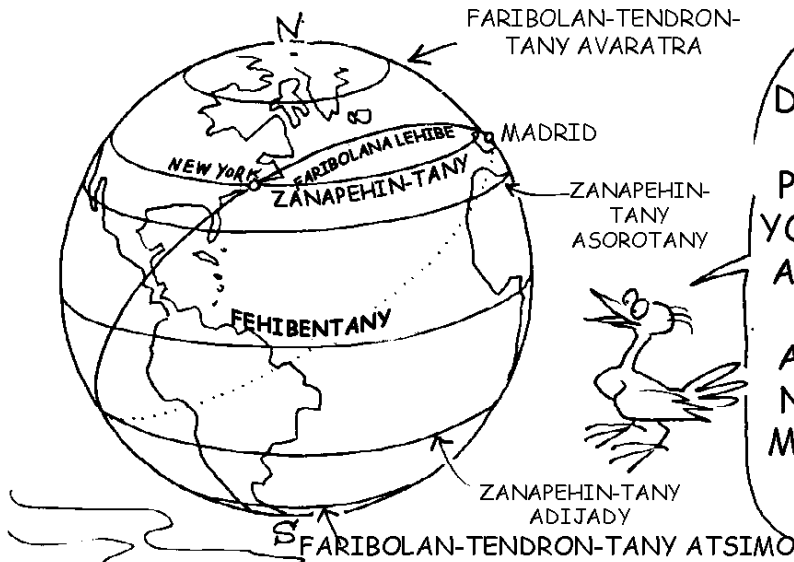 N
FARIBOLAN-TENDRON-
TANY AVARATRA
MADRID
FARIBOLANA LEHIBE
NEW YORK
ZANAPEHIN-TANY
ZANAPEHIN-
TANY
ASOROTANY
FEHIBENTANY
ZANAPEHIN-TANY
ADIJADY
S
FARIBOLAN-TENDRON-TANY ATSIMO